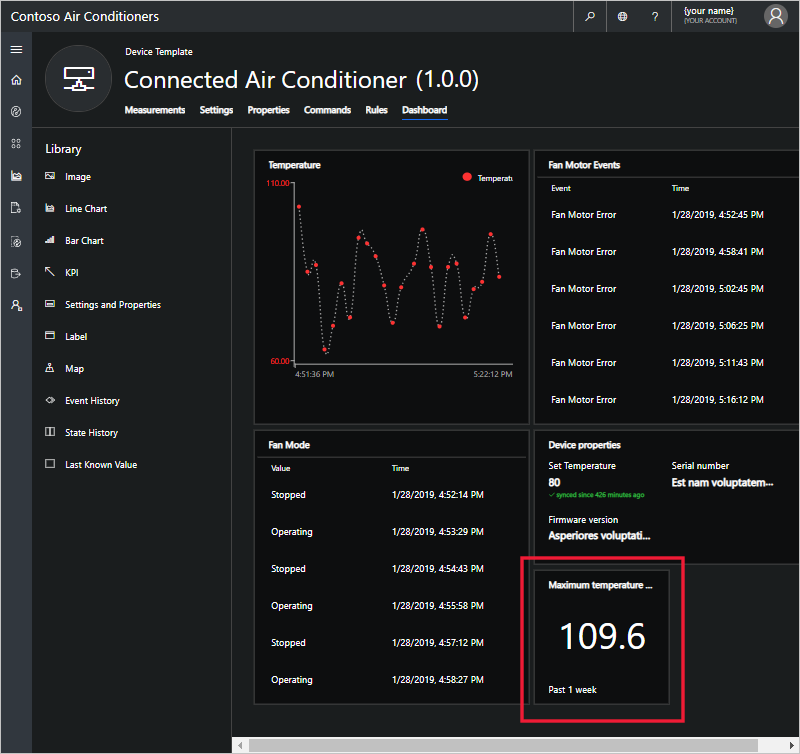 Contoso Air Conditioners
?
{your name}
{YOUR ACCOUNT}
Device Template
Connected Air Conditioner (1.0.0)
Measurements Settings Properties Commands Rules Dashboard
Library
Image
Line Chart
Bar Chart
KPI
Settings and Properties
Label
Map
Event History
State History
Last Known Value
Temperature
Temperatu
110.00
60.00
4:51:36 PM 5:22:12 PM
Fan Motor Events
Event Time
Fan Motor Error 1/28/2019, 4:52:45 PM
Fan Motor Error 1/28/2019, 4:58:41 PM
Fan Motor Error 1/28/2019, 5:02:45 PM
Fan Motor Error 1/28/2019, 5:06:25 PM
Fan Motor Error 1/28/2019, 5:11:43 PM
Fan Motor Error 1/28/2019, 5:16:12 PM
Fan Mode
Value Time
Stopped 1/28/2019, 4:52:14 PM
Operating 1/28/2019, 4:53:29 PM
Stopped 1/28/2019, 4:54:43 PM
Operating 1/28/2019, 4:55:58 PM
Stopped 1/28/2019, 4:57:12 PM
Operating 1/28/2019, 4:58:27 PM
Device properties
Set Temperature Serial number
80 Est nam voluptatem...
synced since 426 minutes ago
Firmware version
Asperiores voluptati...
Maximum temperature ...
109.6
Past 1 week